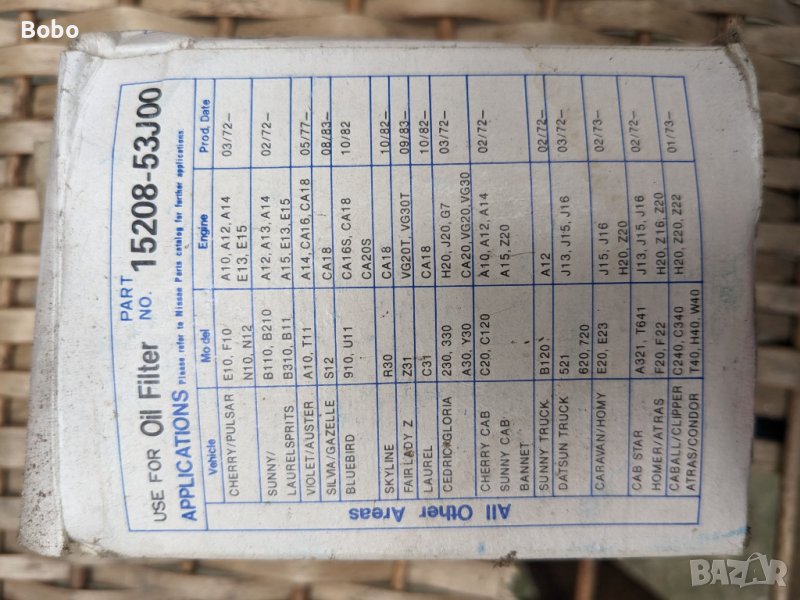 Bobo
USE FOR Oil Filter PART NO. 15208-53J00
APPLICATIONS Please refer to Nissan Parts catalog for further applications.
Vehicle Model Engine Prod. Date
CHERRY/PULSAR E10, F10 A10, A12, A14 03/72–
N10, N12 E13, E15
SUNNY/ B110, B210 A12, A13, A14 02/72–
LAURELSPRITS B310, B11 A15, E13, E15
VIOLET/AUSTER A10, T11 A14, CA16, CA18 05/77–
SILVIA/GAZELLE S12 CA18 08/83–
BLUEBIRD 910, U11 CA16S, CA18 10/82
CA20S
SKYLINE R30 CA18 10/82–
FAIRLADY Z Z31 VG20T, VG30T 09/83–
LAUREL C31 CA18 10/82–
CEDRIC/GLORIA 230, 330 H20, J20, G7 03/72–
A30, Y30 CA20, VG20, VG30
CHERRY CAB C20, C120 A10, A12, A14 02/72–
SUNNY CAB A15, Z20
BANNET
SUNNY TRUCK B120 A12 02/72–
DATSUN TRUCK 521 J13, J15, J16 03/72–
620, 720
CARAVAN/HOMY E20, E23 J15, J16 02/73–
H20, Z20
CAB STAR A321, T641 J13, J15, J16 02/72–
HOMER/ATRAS F20, F22 H20, Z16, Z20
CABALL/CLIPPER C240, C340 H20, Z20, Z22 01/73–
ATRAS/CONDOR T40, H40, W40
All Other Areas
BAZAR